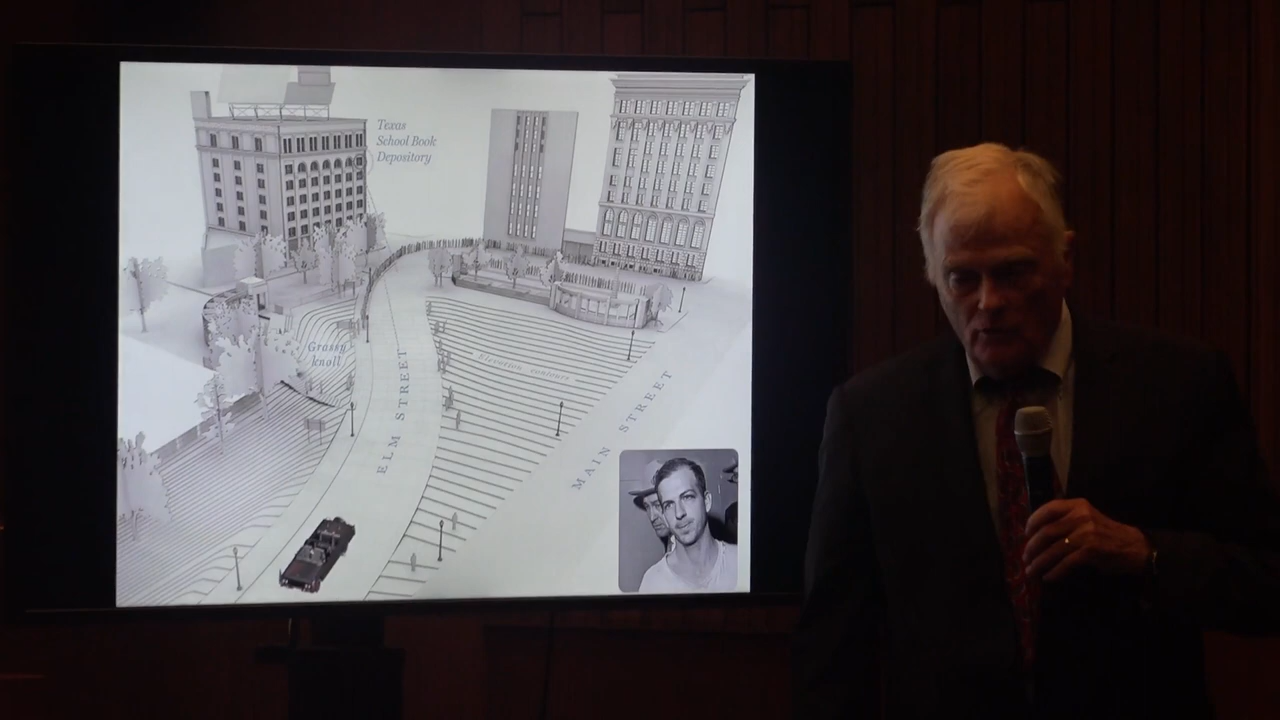 Texas
School Book
Depository
Grassy
knoll
Elevation contours
ELM STREET
MAIN STREET